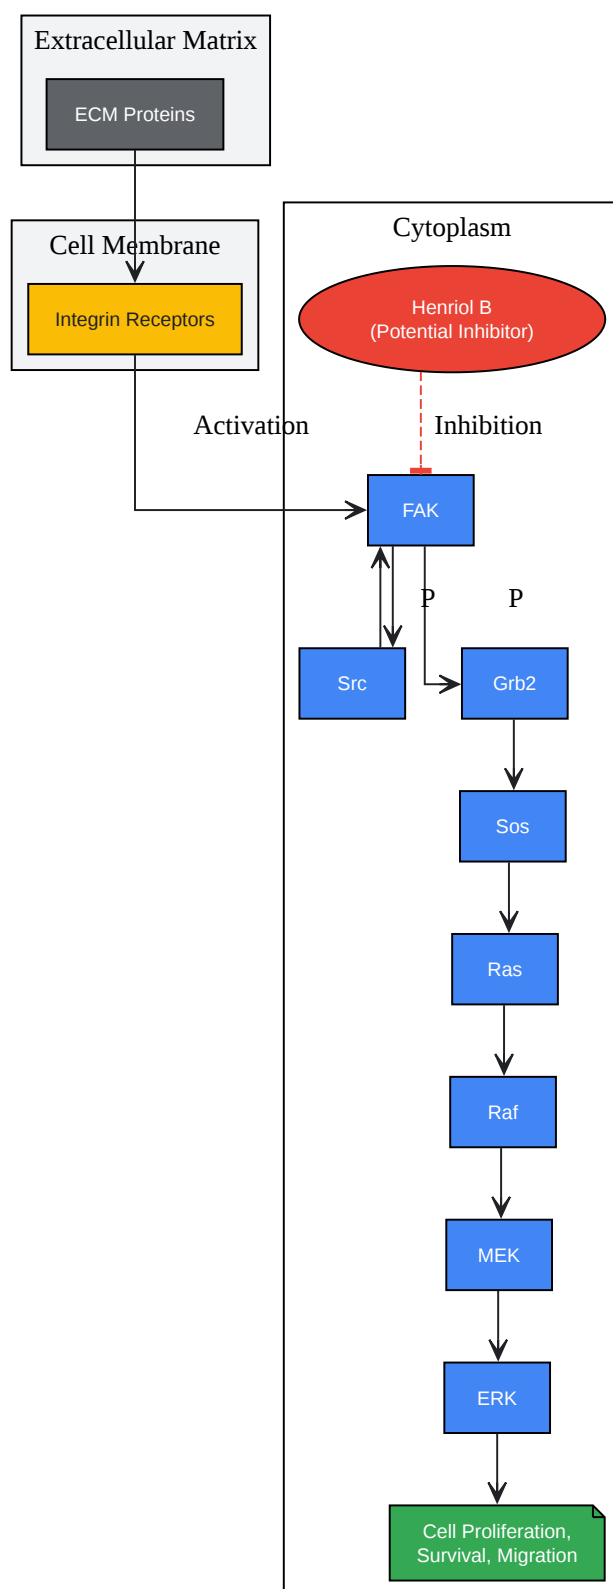 Extracellular Matrix
ECM Proteins
Cell Membrane
Integrin Receptors
Cytoplasm
Henriol B
(Potential Inhibitor)
Activation
Inhibition
FAK
P
P
Src
Grb2
Sos
Ras
Raf
MEK
ERK
Cell Proliferation,
Survival, Migration